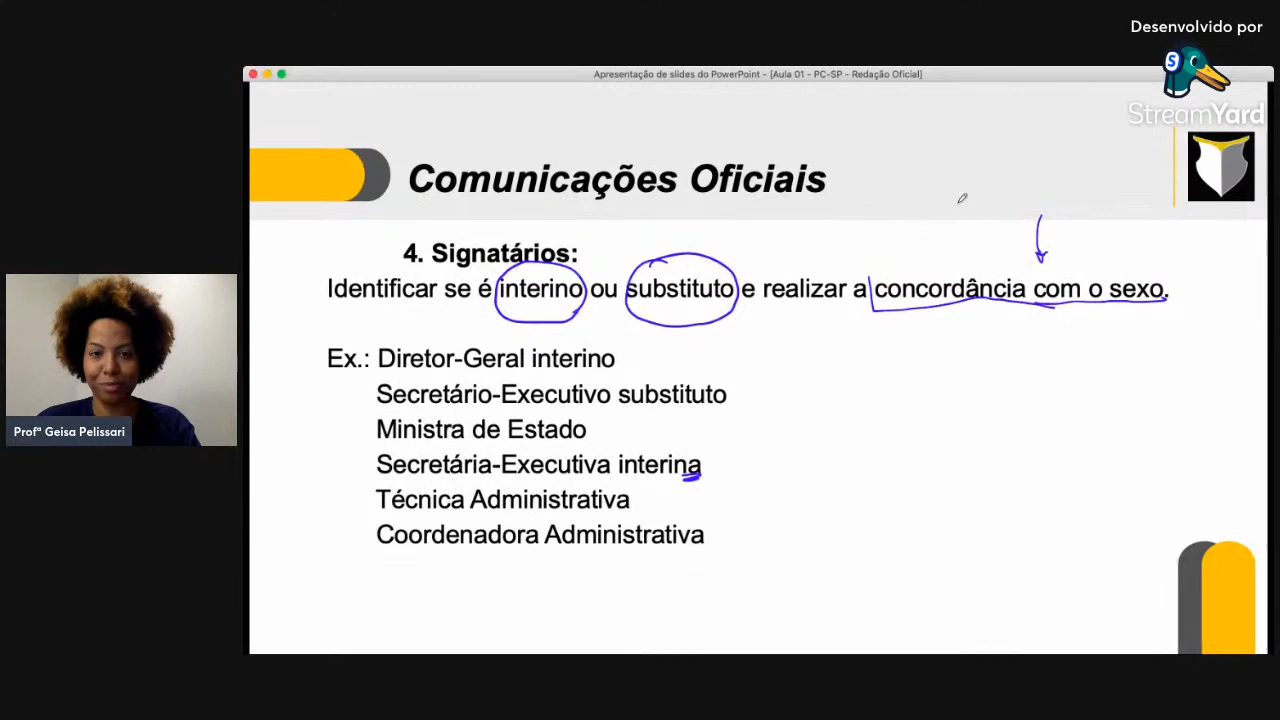 Desenvolvido por
StreamYard
Apresentação de slides do PowerPoint - [Aula 01 - PC-SP - Redação Oficial]
Comunicações Oficiais
4. Signatários:
Identificar se é interino ou substituto e realizar a concordância com o sexo.
Ex.: Diretor-Geral interino
Secretário-Executivo substituto
Ministra de Estado
Secretária-Executiva interina
Técnica Administrativa
Coordenadora Administrativa
Profª Geisa Pelissari